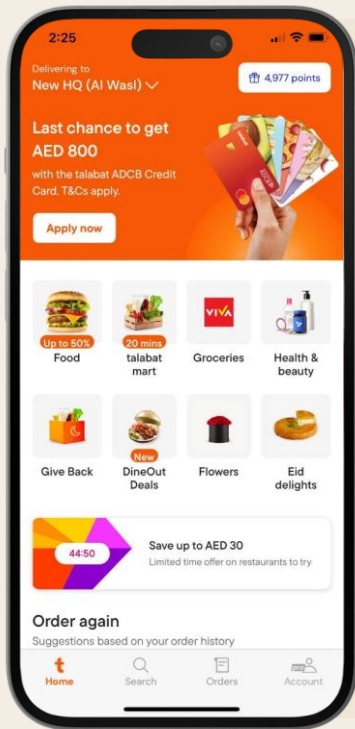 2:25
Delivering to
New HQ (Al Wasl)
4,977 points
Last chance to get
AED 800
with the talabat ADCB Credit
Card. T&Cs apply.
Apply now
Up to 50%
Food
20 mins
talabat
mart
VIVA
Groceries
Health &
beauty
Give Back
New
DineOut
Deals
Flowers
Eid
delights
44:50
Save up to AED 30
Limited time offer on restaurants to try
Order again
Suggestions based on your order history
t
Home
Search
Orders
Account